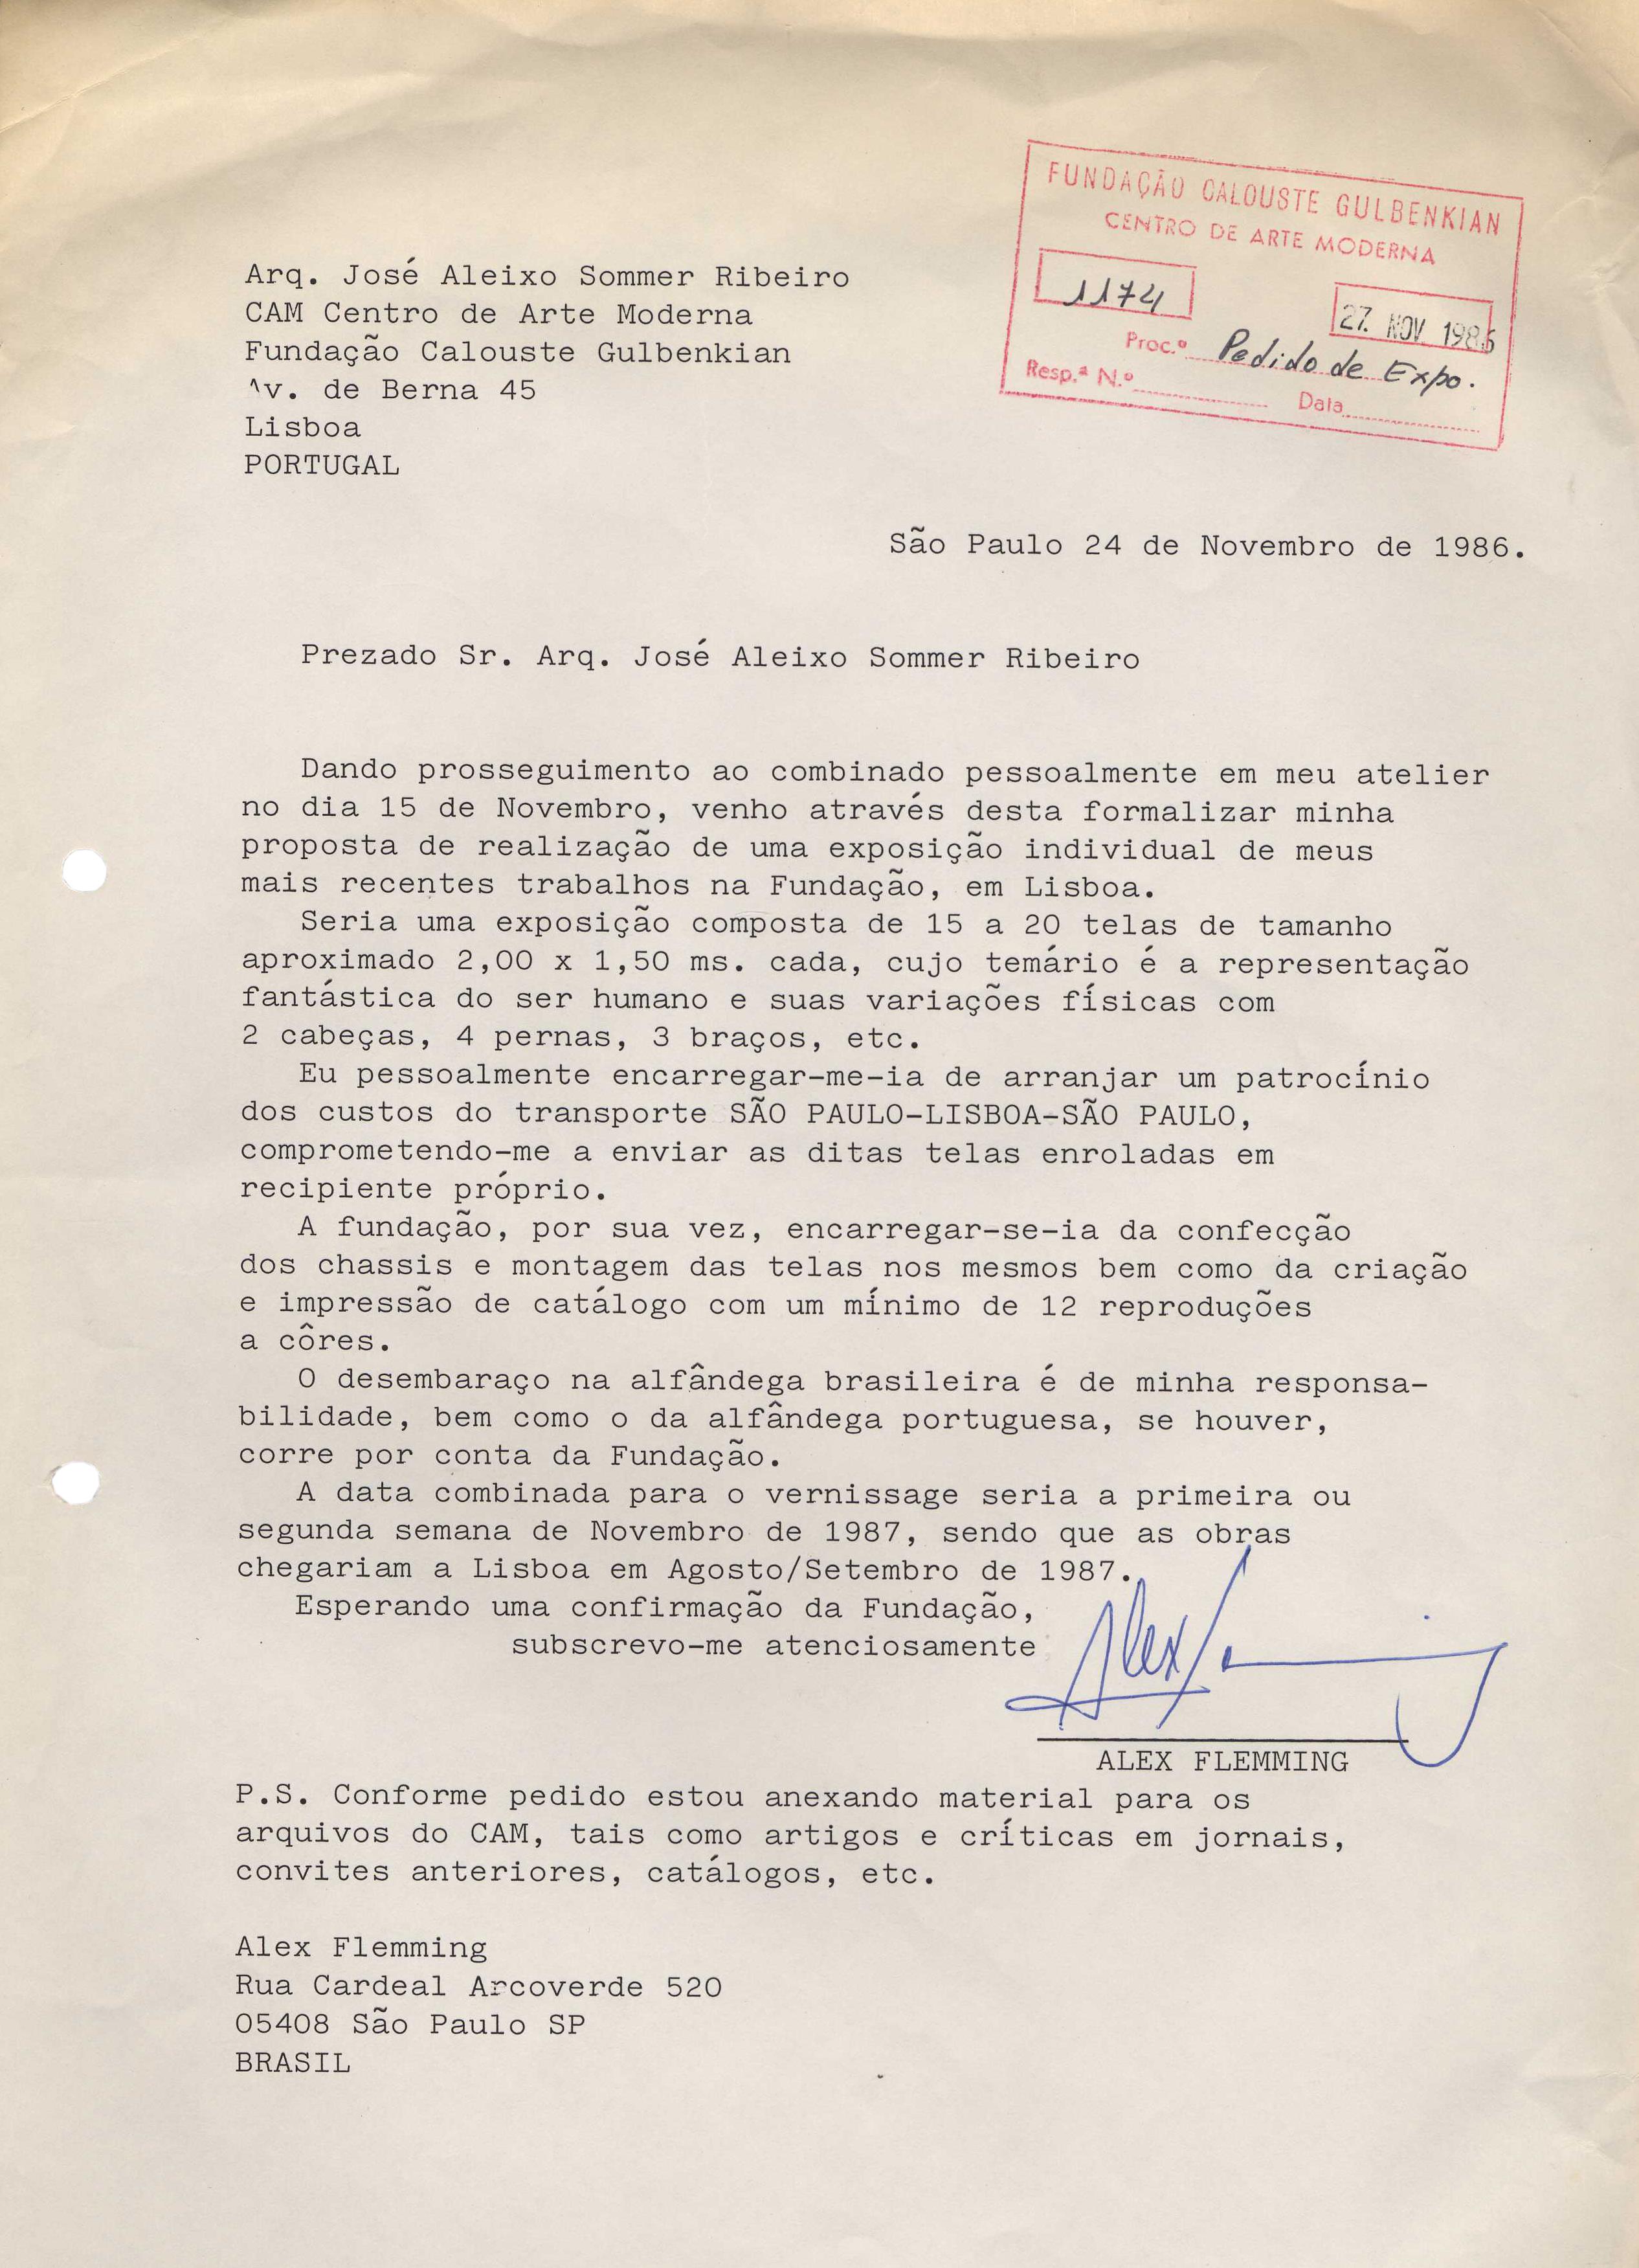 FUNDAÇÃO CALOUSTE GULBENKIAN
CENTRO DE ARTE MODERNA
1174
27. NOV 1986
Proc.º Pedido de Expo.
Resp.ª N.º Data
Arq. José Aleixo Sommer Ribeiro
CAM Centro de Arte Moderna
Fundação Calouste Gulbenkian
Av. de Berna 45
Lisboa
PORTUGAL
São Paulo 24 de Novembro de 1986.
Prezado Sr. Arq. José Aleixo Sommer Ribeiro
Dando prosseguimento ao combinado pessoalmente em meu atelier
no dia 15 de Novembro, venho através desta formalizar minha
proposta de realização de uma exposição individual de meus
mais recentes trabalhos na Fundação, em Lisboa.
Seria uma exposição composta de 15 a 20 telas de tamanho
aproximado 2,00 x 1,50 ms. cada, cujo temário é a representação
fantástica do ser humano e suas variações físicas com
2 cabeças, 4 pernas, 3 braços, etc.
Eu pessoalmente encarregar-me-ia de arranjar um patrocínio
dos custos do transporte SÃO PAULO-LISBOA-SÃO PAULO,
comprometendo-me a enviar as ditas telas enroladas em
recipiente próprio.
A fundação, por sua vez, encarregar-se-ia da confecção
dos chassis e montagem das telas nos mesmos bem como da criação
e impressão de catálogo com um mínimo de 12 reproduções
a côres.
O desembaraço na alfândega brasileira é de minha responsa-
bilidade, bem como o da alfândega portuguesa, se houver,
corre por conta da Fundação.
A data combinada para o vernissage seria a primeira ou
segunda semana de Novembro de 1987, sendo que as obras
chegariam a Lisboa em Agosto/Setembro de 1987.
Esperando uma confirmação da Fundação,
subscrevo-me atenciosamente
Alex Flemming
ALEX FLEMMING
P.S. Conforme pedido estou anexando material para os
arquivos do CAM, tais como artigos e críticas em jornais,
convites anteriores, catálogos, etc.
Alex Flemming
Rua Cardeal Arcoverde 520
05408 São Paulo SP
BRASIL